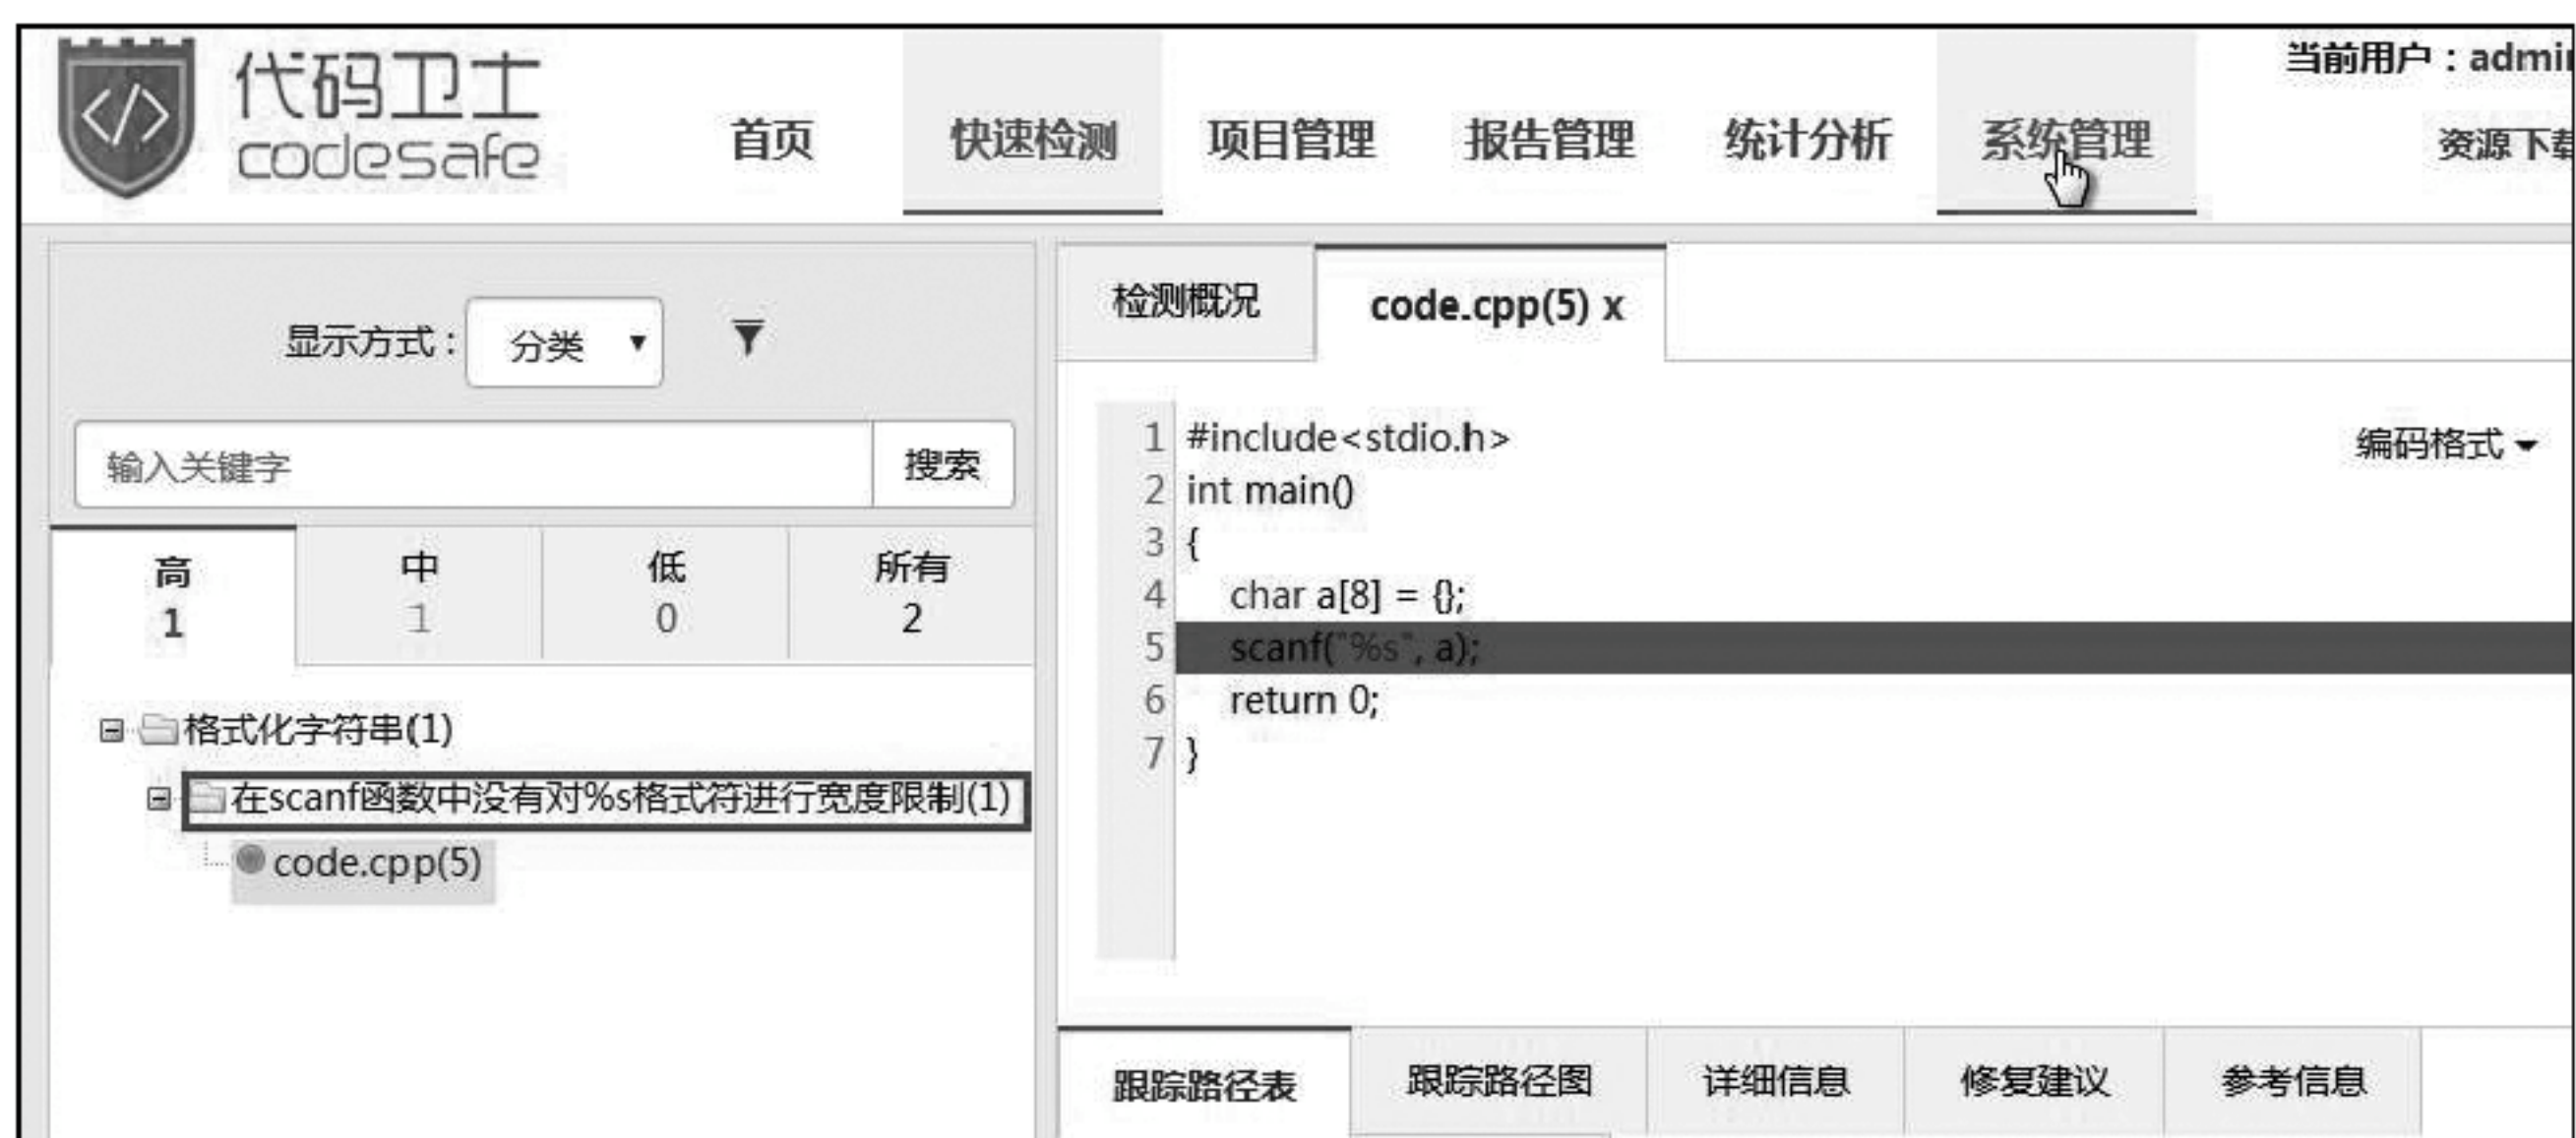 代码卫士
codesafe
当前用户：admin
首页 快速检测 项目管理 报告管理 统计分析 系统管理 资源下载
显示方式： 分类
输入关键字 搜索
高 中 低 所有
1 1 0 2
格式化字符串(1)
在scanf函数中没有对%s格式符进行宽度限制(1)
code.cpp(5)
检测概况 code.cpp(5) x
编码格式
1 #include<stdio.h>
2 int main()
3 {
4 char a[8] = {};
5 scanf("%s", a);
6 return 0;
7 }
跟踪路径表 跟踪路径图 详细信息 修复建议 参考信息